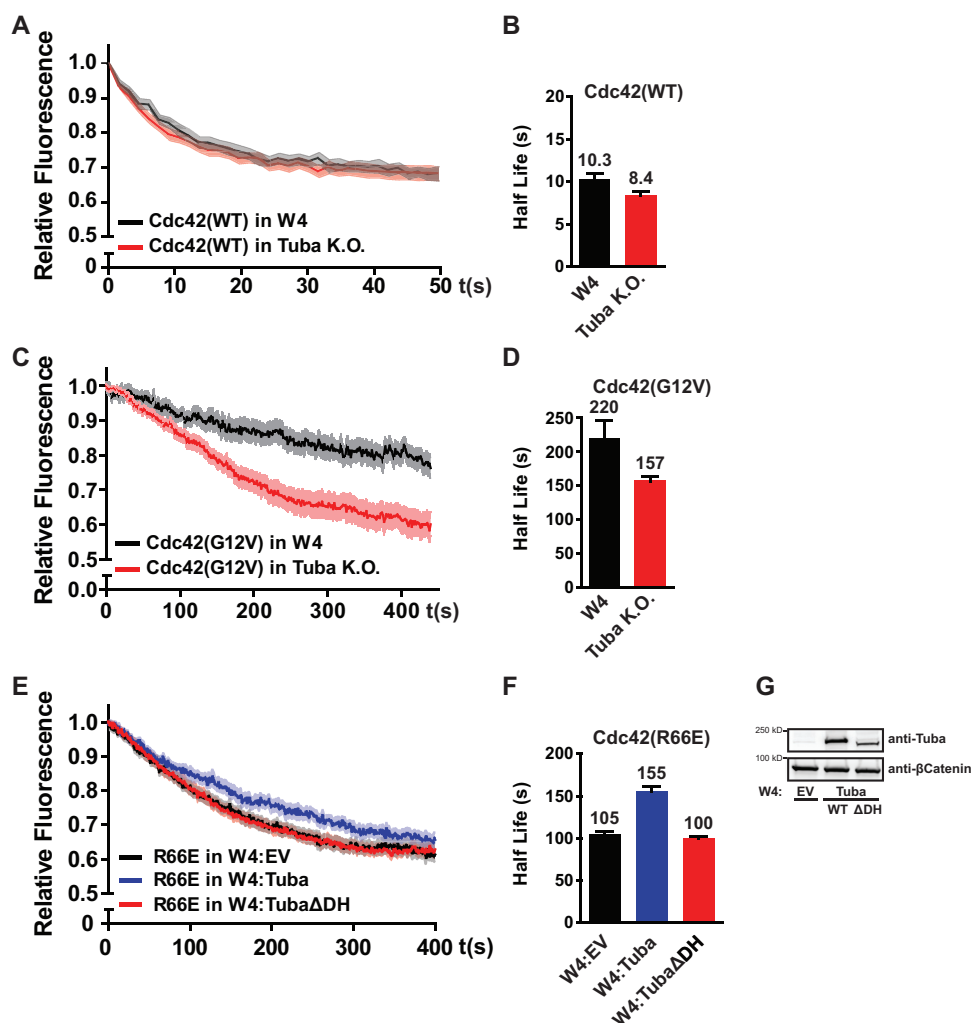 A
Relative Fluorescence
1.0
0.9
0.8
0.7
0.6
0.5
0
Cdc42(WT) in W4
Cdc42(WT) in Tuba K.O.
0 10 20 30 40 50 t(s)
B
Cdc42(WT)
Half Life (s)
20
15
10
5
0
10.3
8.4
W4
Tuba K.O.
C
Relative Fluorescence
1.0
0.9
0.8
0.7
0.6
0.5
0.0
Cdc42(G12V) in W4
Cdc42(G12V) in Tuba K.O.
0 100 200 300 400 t(s)
D
Cdc42(G12V)
Half Life (s)
250
200
150
100
50
0
220
157
W4
Tuba K.O.
E
Relative Fluorescence
1.0
0.9
0.8
0.7
0.6
0.5
0
R66E in W4:EV
R66E in W4:Tuba
R66E in W4:TubaΔDH
0 100 200 300 400 t(s)
F
Cdc42(R66E)
Half Life (s)
200
150
100
50
0
105
155
100
W4:EV
W4:Tuba
W4:TubaΔDH
G
250 kD
anti-Tuba
100 kD
anti-βCatenin
W4: EV Tuba
WT ΔDH